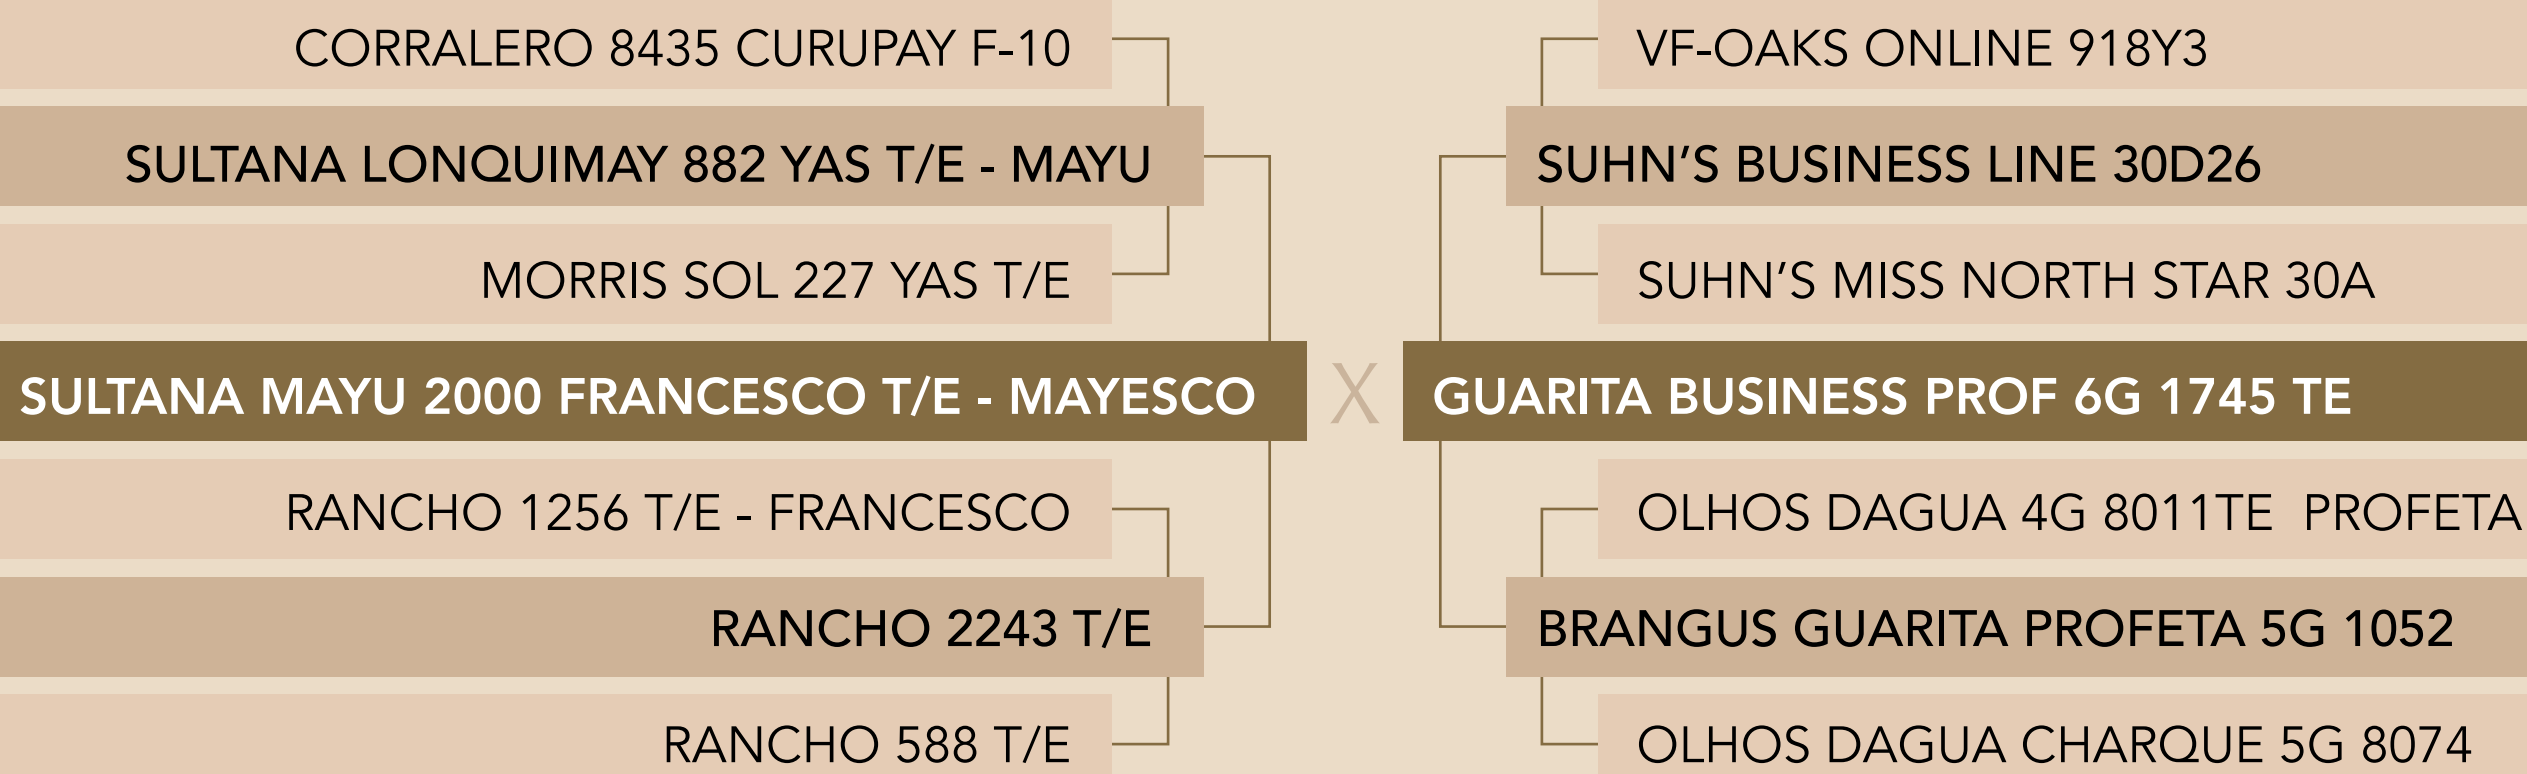 CORRALERO 8435 CURUPAY F-10
SULTANA LONQUIMAY 882 YAS T/E - MAYU
MORRIS SOL 227 YAS T/E
SULTANA MAYU 2000 FRANCESCO T/E - MAYESCO
RANCHO 1256 T/E - FRANCESCO
RANCHO 2243 T/E
RANCHO 588 T/E
X
VF-OAKS ONLINE 918Y3
SUHN’S BUSINESS LINE 30D26
SUHN’S MISS NORTH STAR 30A
GUARITA BUSINESS PROF 6G 1745 TE
OLHOS DAGUA 4G 8011TE  PROFETA
BRANGUS GUARITA PROFETA 5G 1052
OLHOS DAGUA CHARQUE 5G 8074